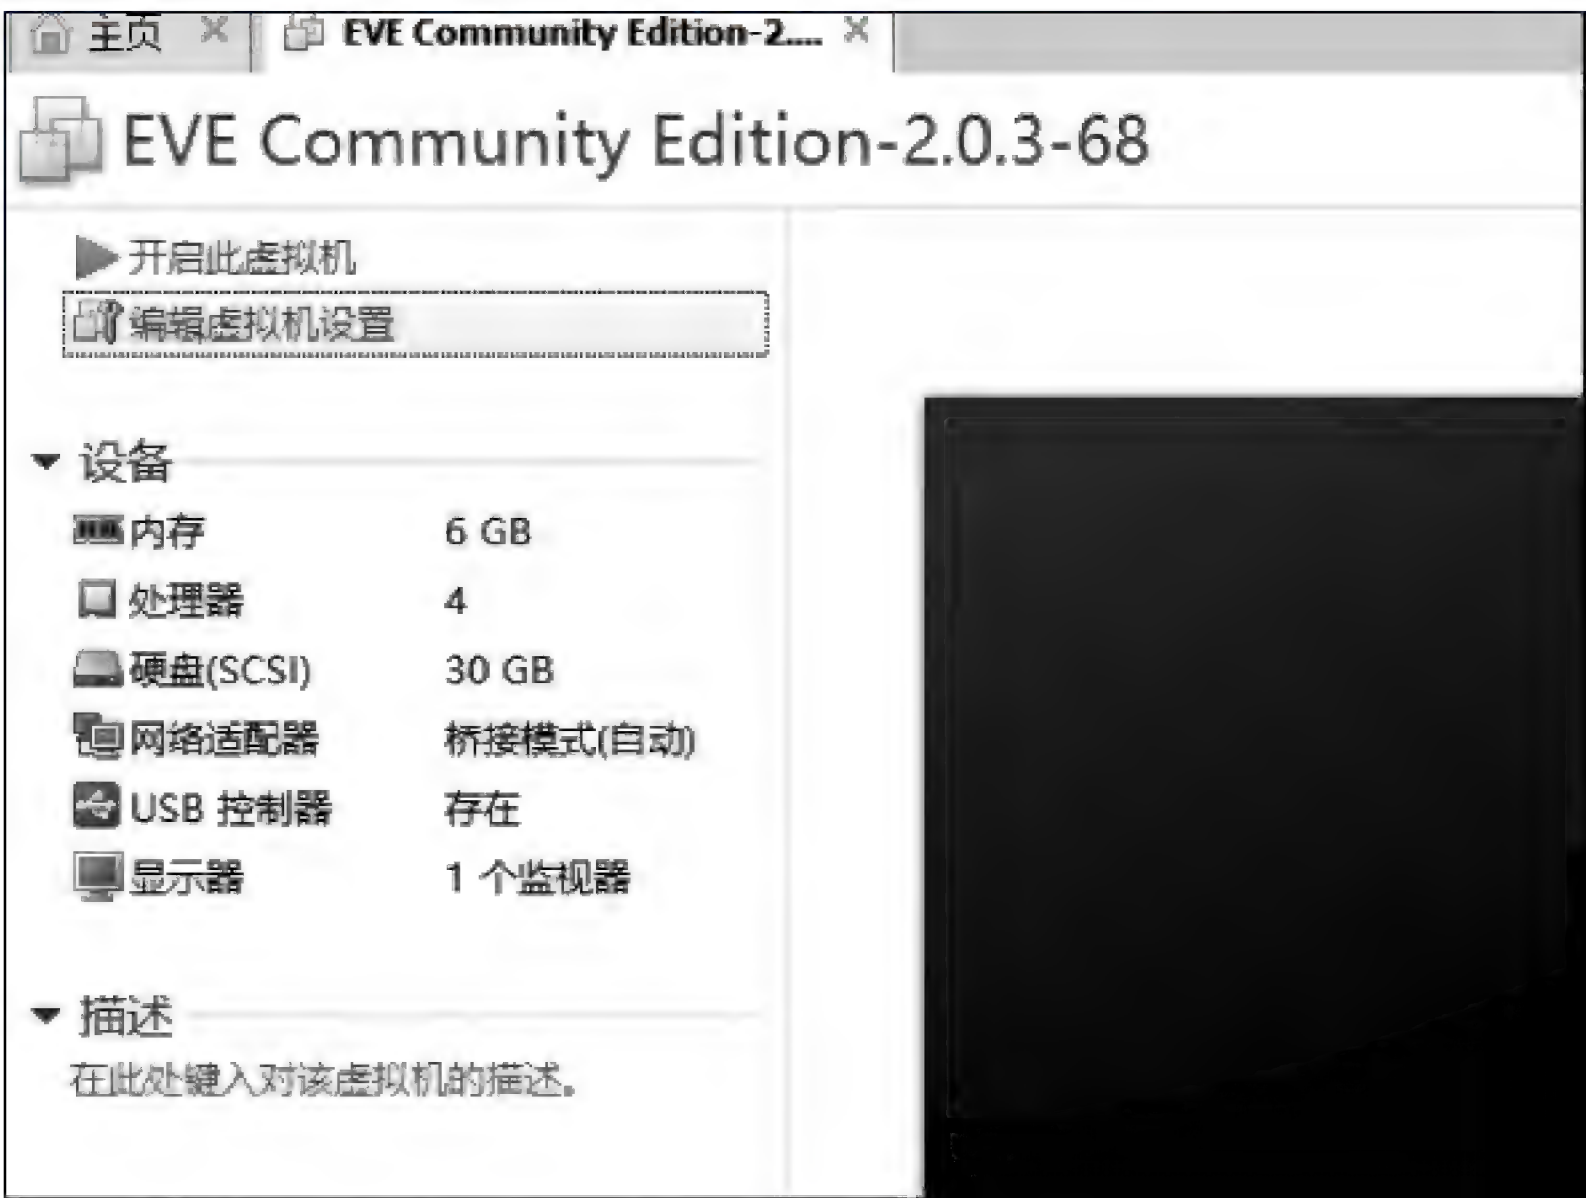 主页
EVE Community Edition-2....
EVE Community Edition-2.0.3-68
开启此虚拟机
编辑虚拟机设置
设备
内存 6 GB
处理器 4
硬盘(SCSI) 30 GB
网络适配器 桥接模式(自动)
USB 控制器 存在
显示器 1 个监视器
描述
在此处键入对该虚拟机的描述。